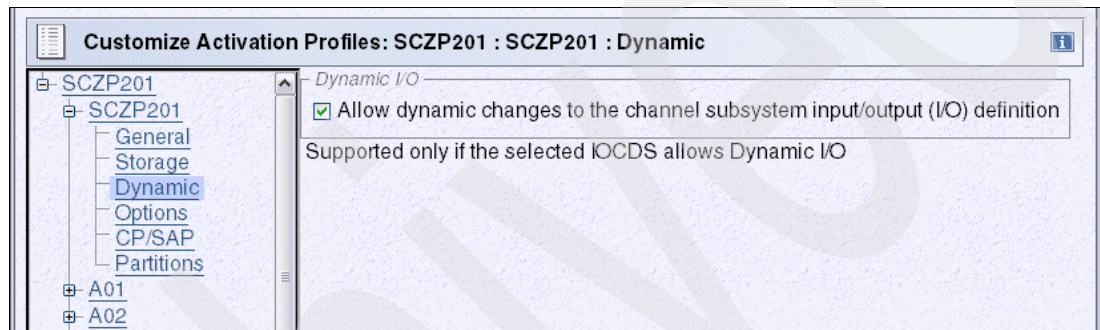 Customize Activation Profiles: SCZP201 : SCZP201 : Dynamic
i
SCZP201
SCZP201
General
Storage
Dynamic
Options
CP/SAP
Partitions
A01
A02
Dynamic I/O
Allow dynamic changes to the channel subsystem input/output (I/O) definition
Supported only if the selected IOCDS allows Dynamic I/O